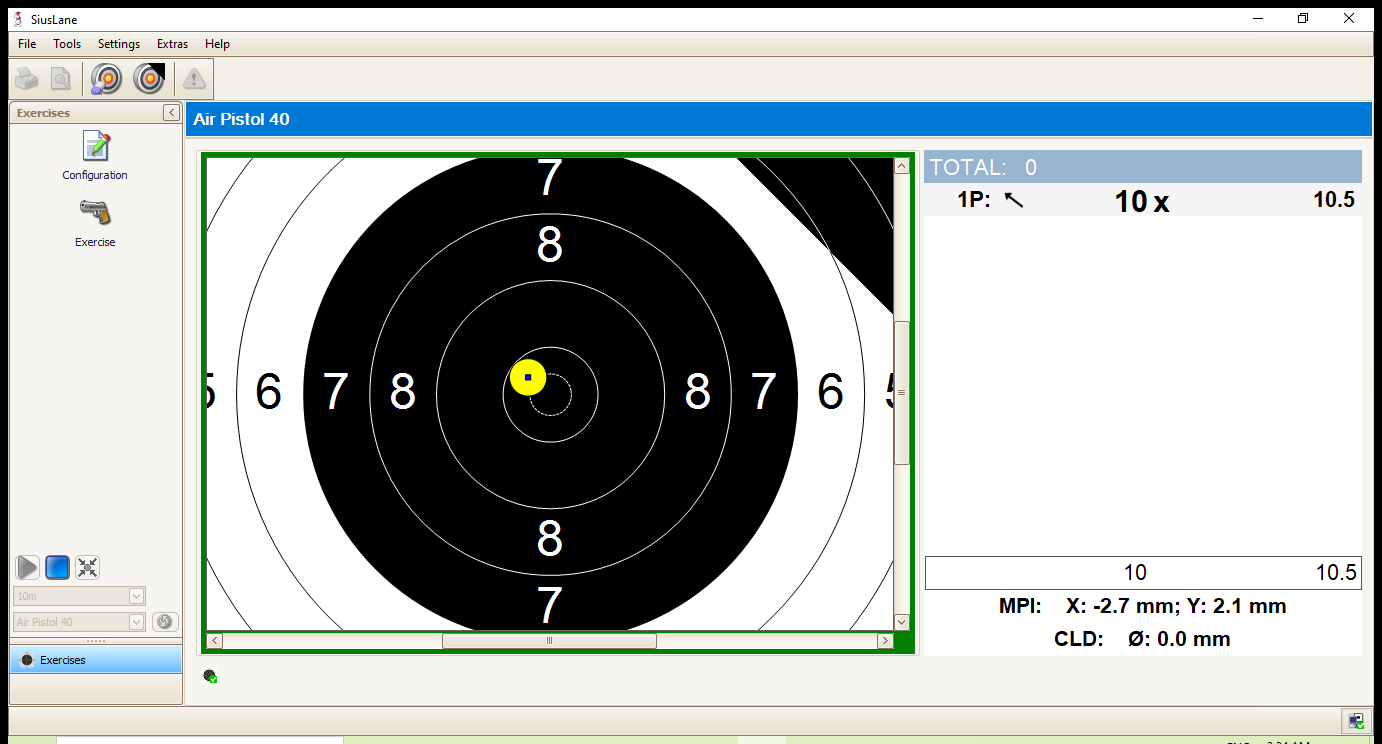 SiusLane
File Tools Settings Extras Help
Exercises
Configuration
Exercise
10m
Air Pistol 40
Exercises
Air Pistol 40
7
8
5 6 7 8 8 7 6 5
8
7
TOTAL: 0
1P: 10 x 10.5
10 10.5
MPI: X: -2.7 mm; Y: 2.1 mm
CLD: Ø: 0.0 mm